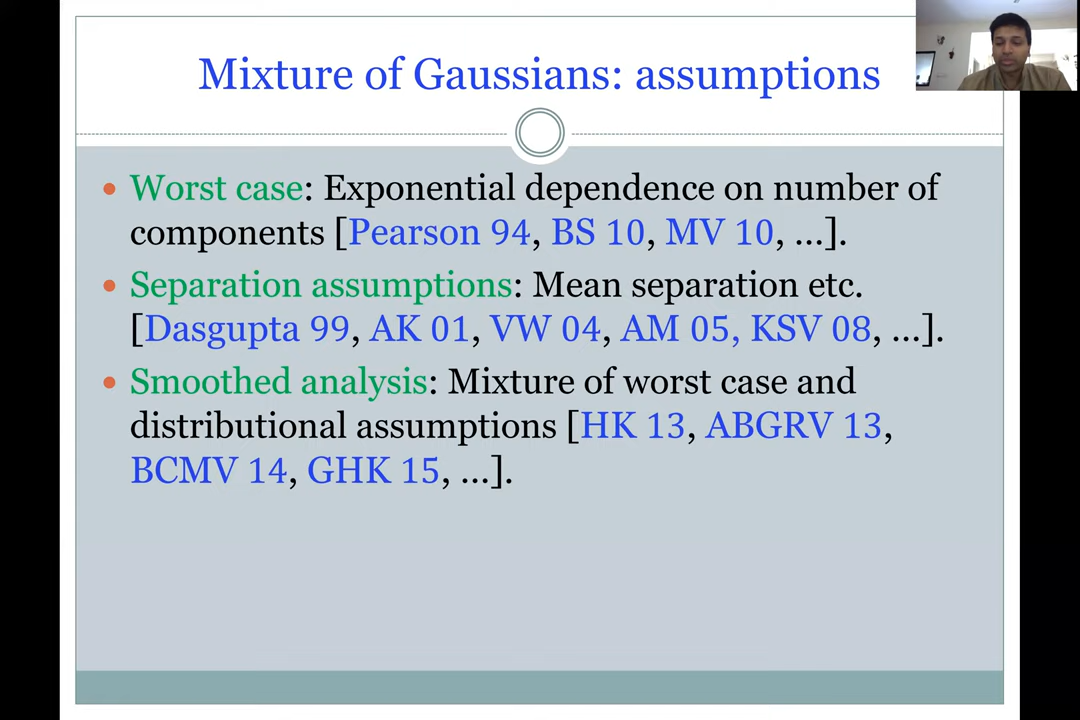 Mixture of Gaussians: assumptions
• Worst case: Exponential dependence on number of
components [Pearson 94, BS 10, MV 10, ...].
• Separation assumptions: Mean separation etc.
[Dasgupta 99, AK 01, VW 04, AM 05, KSV 08, ...].
• Smoothed analysis: Mixture of worst case and
distributional assumptions [HK 13, ABGRV 13,
BCMV 14, GHK 15, ...].